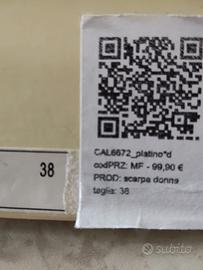 CAL6672_platino*d
codPRZ: MF - 99,90 €
PROD: scarpa donna
taglia: 38
38
subito